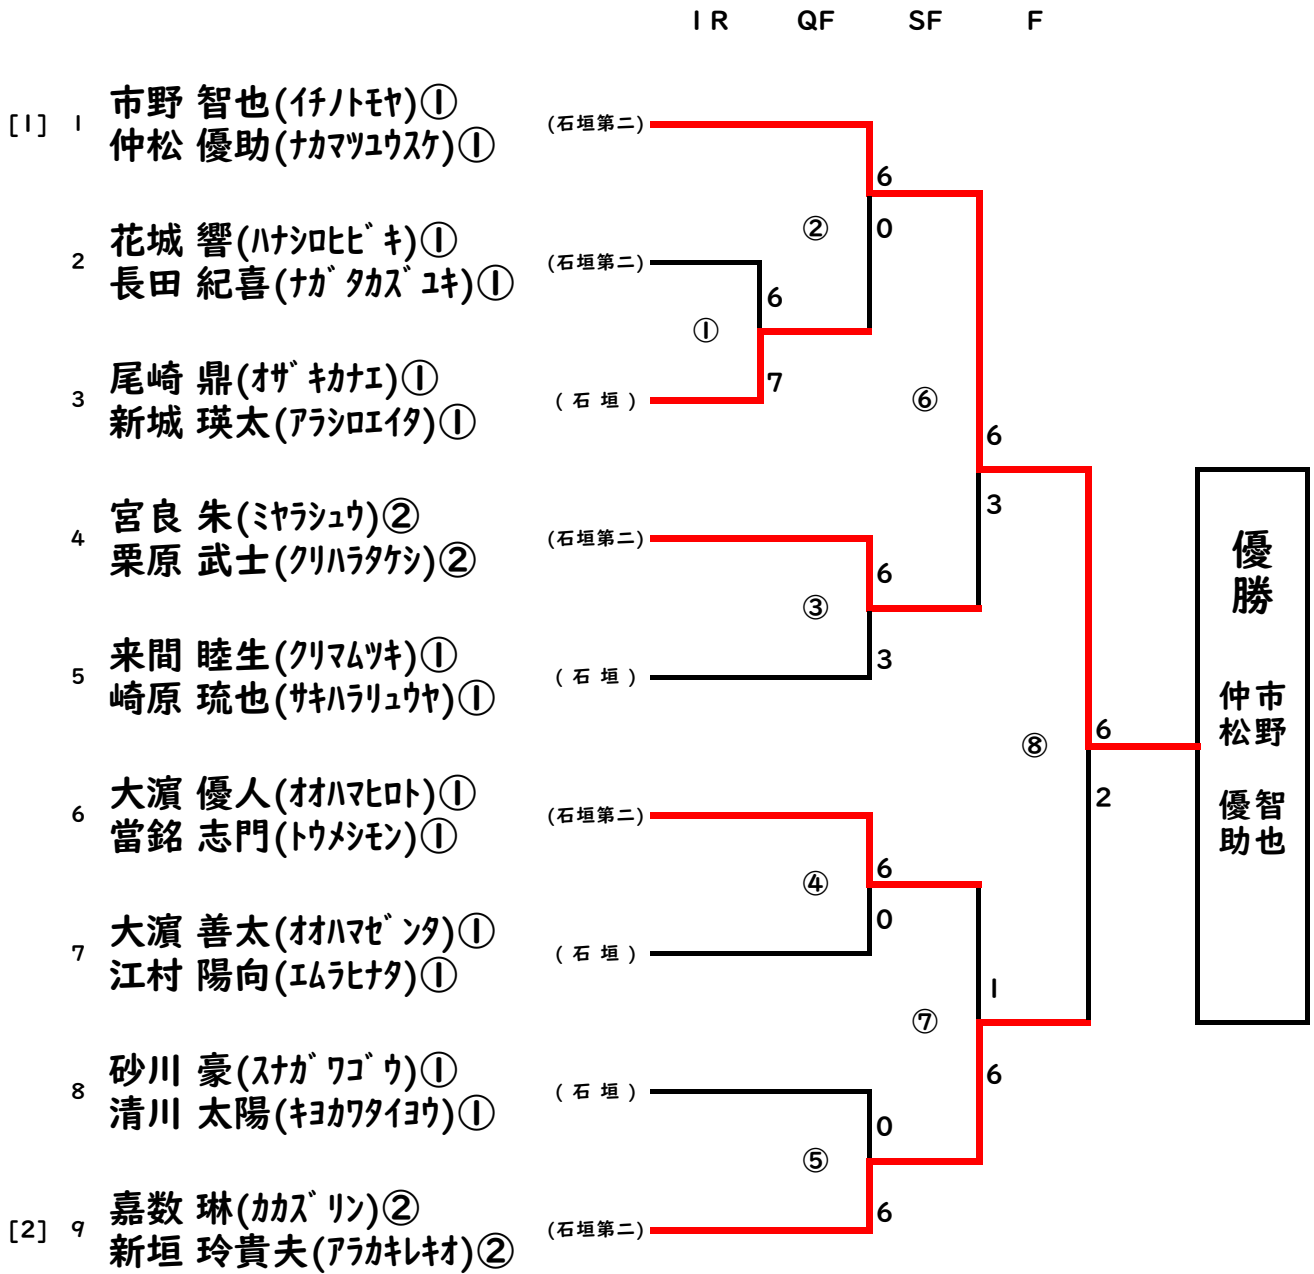 1R QF SF F
[1] 1 市野 智也(ｲﾁﾉﾄﾓﾔ)① (石垣第二)
仲松 優助(ﾅｶﾏﾂﾕｳｽｹ)①
6
② 0
2 花城 響(ﾊﾅｼﾛﾋﾋﾞｷ)① (石垣第二)
長田 紀喜(ﾅｶﾞﾀｶｽﾞﾕｷ)①
6
①
7
3 尾崎 鼎(ｵｻﾞｷｶﾅｴ)① (石垣)
新城 瑛太(ｱﾗｼﾛｴｲﾀ)①
⑥
6
3
4 宮良 朱(ﾐﾔﾗｼｭｳ)② (石垣第二)
栗原 武士(ｸﾘﾊﾗﾀｹｼ)②
6
③
3
5 来間 睦生(ｸﾘﾏﾑﾂｷ)① (石垣)
崎原 琉也(ｻｷﾊﾗﾘｭｳﾔ)①
6
⑧
2
6 大濵 優人(ｵｵﾊﾏﾋﾛﾄ)① (石垣第二)
當銘 志門(ﾄｳﾒｼﾓﾝ)①
6
④
0
7 大濵 善太(ｵｵﾊﾏｾﾞﾝﾀ)① (石垣)
江村 陽向(ｴﾑﾗﾋﾅﾀ)①
1
⑦
6
8 砂川 豪(ｽﾅｶﾞﾜｺﾞｳ)① (石垣)
清川 太陽(ｷﾖｶﾜﾀｲﾖｳ)①
0
⑤
6
[2] 9 嘉数 琳(ｶｶｽﾞﾘﾝ)② (石垣第二)
新垣 玲貴夫(ｱﾗｶｷﾚｷｵ)②
優勝
市野 智也
仲松 優助